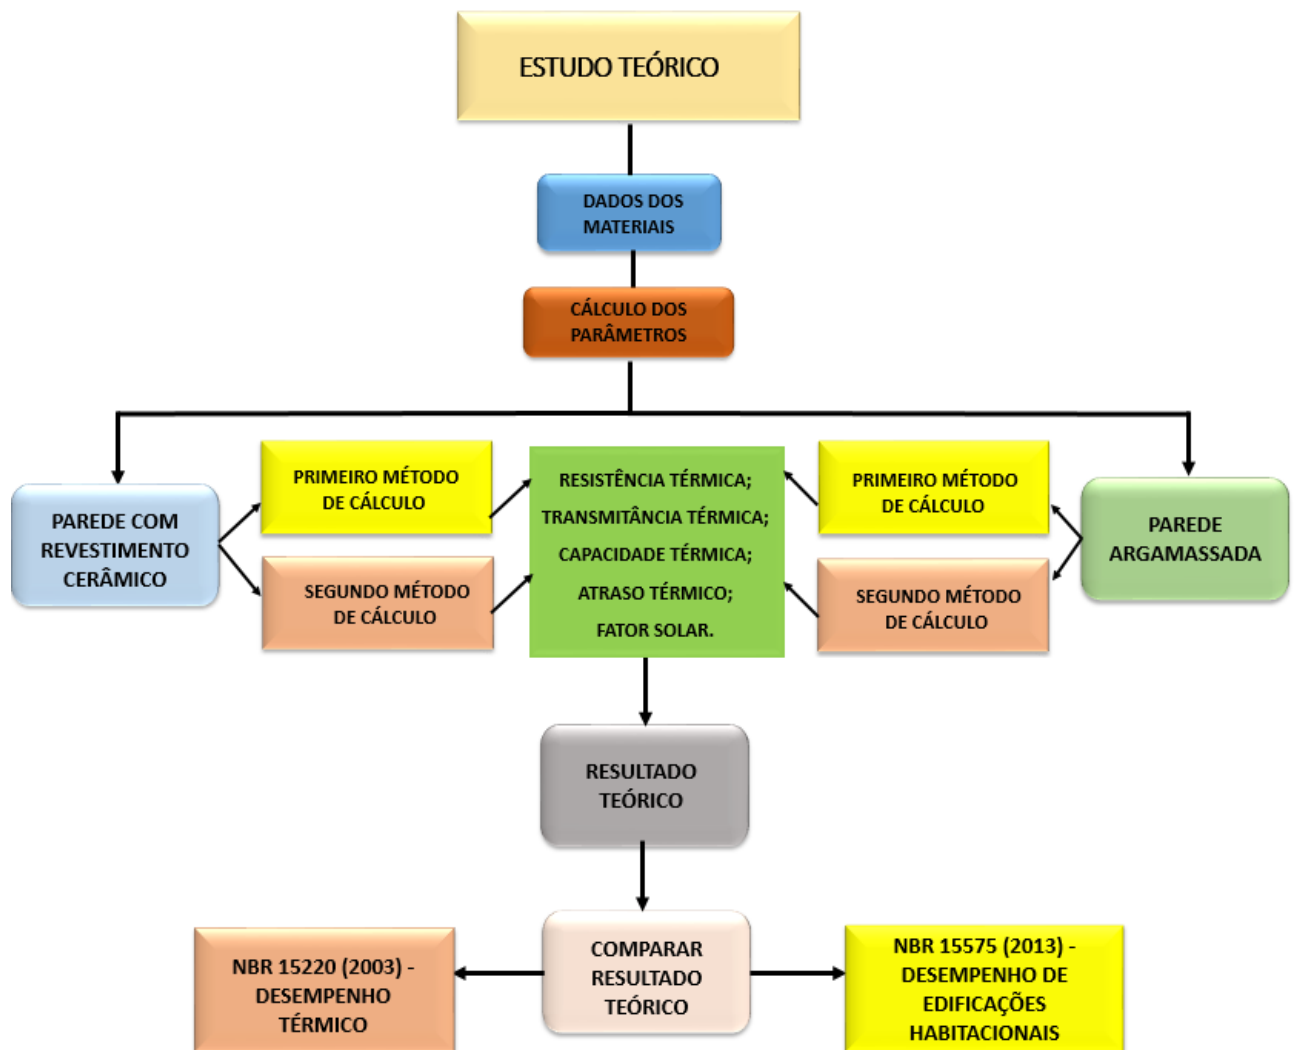 ESTUDO TEÓRICO
DADOS DOS
MATERIAIS
CÁLCULO DOS
PARÂMETROS
PAREDE COM
REVESTIMENTO
CERÂMICO
PRIMEIRO MÉTODO
DE CÁLCULO
SEGUNDO MÉTODO
DE CÁLCULO
RESISTÊNCIA TÉRMICA;
TRANSMITÂNCIA TÉRMICA;
CAPACIDADE TÉRMICA;
ATRASO TÉRMICO;
FATOR SOLAR.
PRIMEIRO MÉTODO
DE CÁLCULO
SEGUNDO MÉTODO
DE CÁLCULO
PAREDE
ARGAMASSADA
RESULTADO
TEÓRICO
COMPARAR
RESULTADO
TEÓRICO
NBR 15220 (2003) -
DESEMPENHO
TÉRMICO
NBR 15575 (2013) -
DESEMPENHO DE
EDIFICAÇÕES
HABITACIONAIS